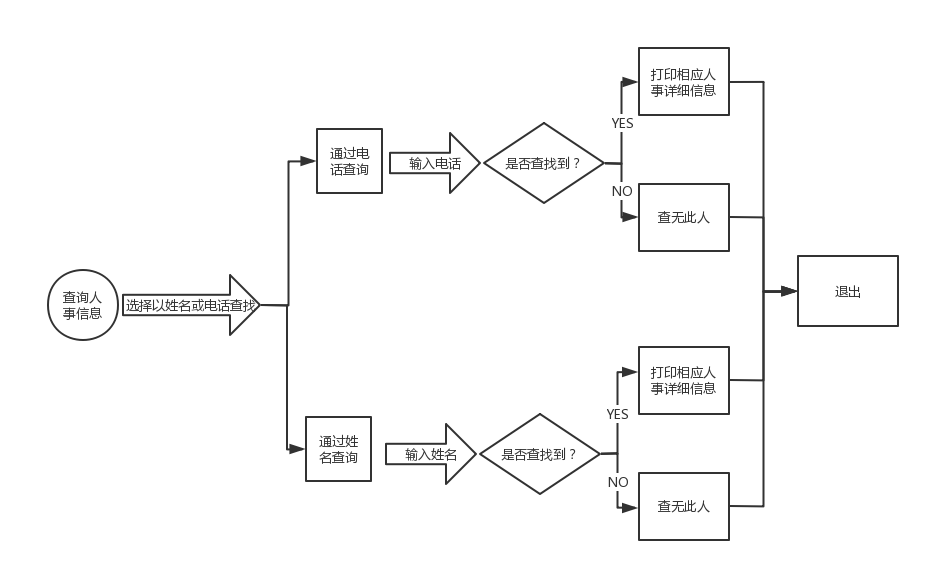 查询人
事信息
选择以姓名或电话查找
通过电
话查询
输入电话
是否查找到？
YES
打印相应人
事详细信息
NO
查无此人
通过姓
名查询
输入姓名
是否查找到？
YES
打印相应人
事详细信息
NO
查无此人
退出